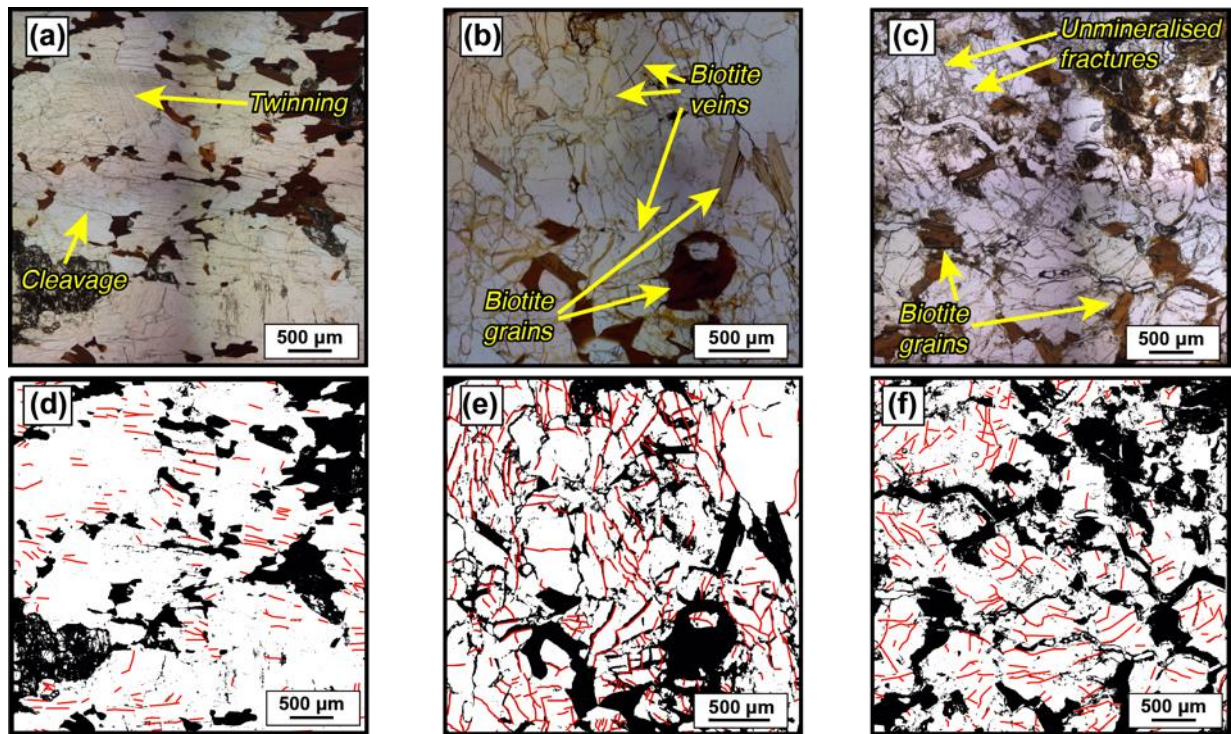 (a)
Twinning
Cleavage
500 µm
(b)
Biotite
veins
Biotite
grains
500 µm
(c)
Unmineralised
fractures
Biotite
grains
500 µm
(d)
500 µm
(e)
500 µm
(f)
500 µm